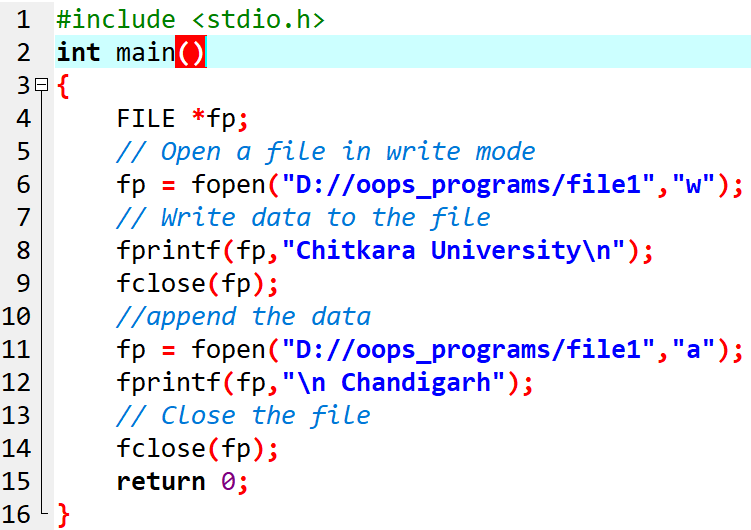 1 #include <stdio.h>
2 int main()
3 {
4 FILE *fp;
5 // Open a file in write mode
6 fp = fopen("D://oops_programs/file1","w");
7 // Write data to the file
8 fprintf(fp,"Chitkara University\n");
9 fclose(fp);
10 //append the data
11 fp = fopen("D://oops_programs/file1","a");
12 fprintf(fp,"\n Chandigarh");
13 // Close the file
14 fclose(fp);
15 return 0;
16 }